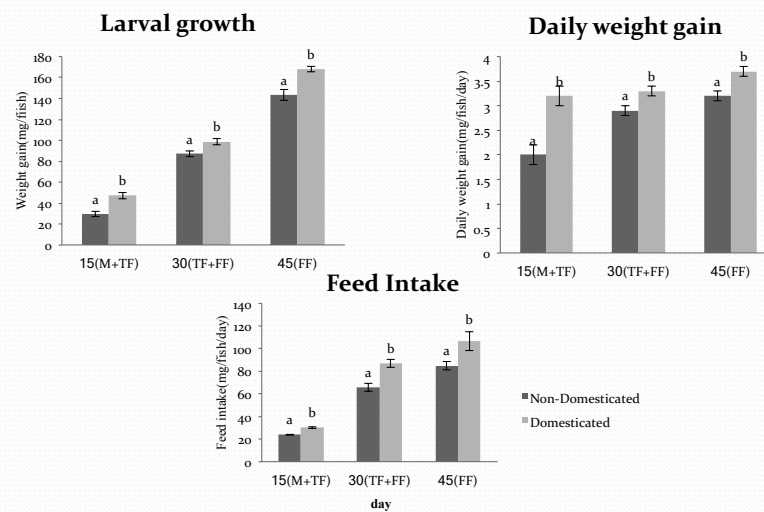 Larval growth
Weight gain(mg/fish)
180
160
140
120
100
80
60
40
20
0
a
b
a
b
a
b
15(M+TF)
30(TF+FF)
45(FF)
Daily weight gain
Daily weight gain(mg/fish/day)
4
3.5
3
2.5
2
1.5
1
0.5
0
a
b
a
b
a
b
15(M+TF)
30(TF+FF)
45(FF)
Feed Intake
Feed intake(mg/fish/day)
140
120
100
80
60
40
20
0
a
b
a
b
a
b
15(M+TF)
30(TF+FF)
45(FF)
day
Non-Domesticated
Domesticated